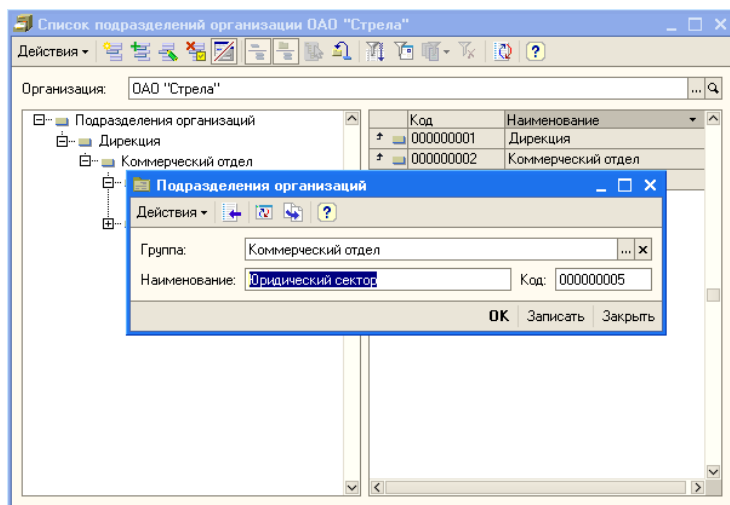 Список подразделений организации ОАО "Стрела"
Действия
Организация: ОАО "Стрела" ...
Подразделения организаций
Дирекция
Коммерческий отдел
Код Наименование
000000001 Дирекция
000000002 Коммерческий отдел
Подразделения организаций
Действия
Группа: Коммерческий отдел ...
Наименование: Юридический сектор Код: 000000005
OK Записать Закрыть